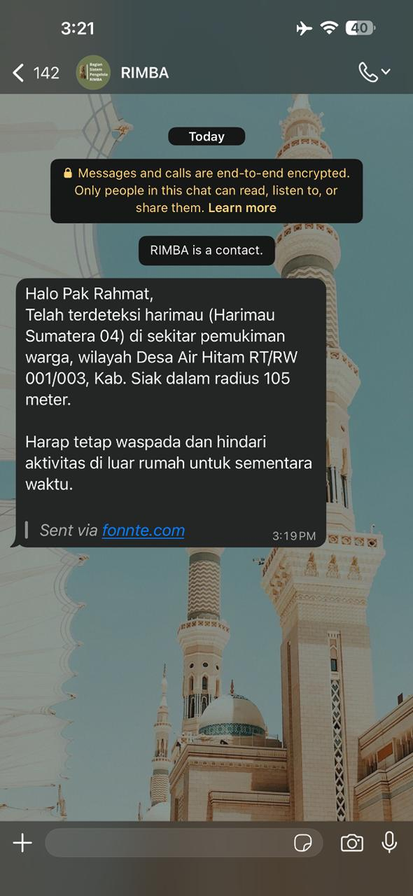 3:21
40
142
RIMBA
Today
Messages and calls are end-to-end encrypted.
Only people in this chat can read, listen to, or
share them. Learn more
RIMBA is a contact.
Halo Pak Rahmat,
Telah terdeteksi harimau (Harimau
Sumatera 04) di sekitar pemukiman
warga, wilayah Desa Air Hitam RT/RW
001/003, Kab. Siak dalam radius 105
meter.
Harap tetap waspada dan hindari
aktivitas di luar rumah untuk sementara
waktu.
Sent via fonnte.com
3:19 PM